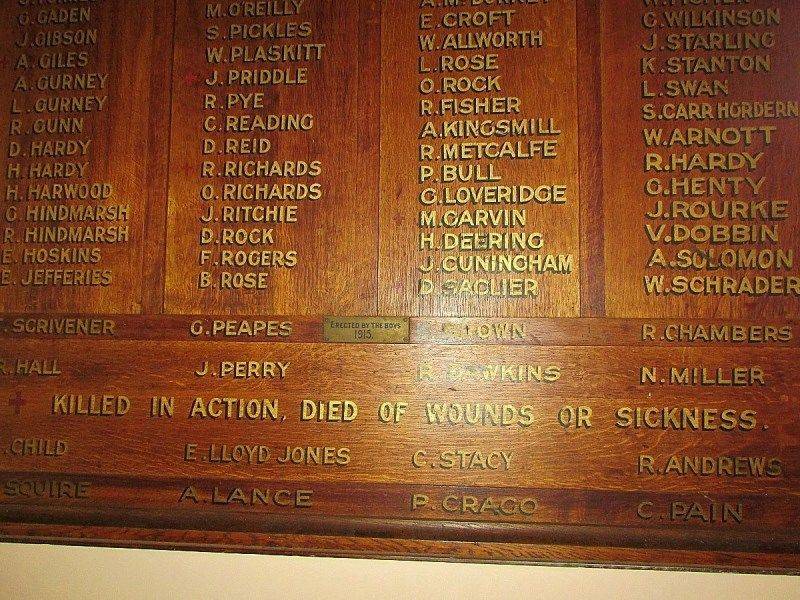 G. GADEN
J. GIBSON
A. GILES
A. GURNEY
L. GURNEY
R. GUNN
D. HARDY
H. HARDY
H. HARWOOD
C. HINDMARSH
R. HINDMARSH
E. HOSKINS
E. JEFFERIES
M. O'REILLY
S. PICKLES
W. PLASKITT
J. PRIDDLE
R. PYE
C. READING
D. REID
R. RICHARDS
O. RICHARDS
J. RITCHIE
D. ROCK
F. ROGERS
B. ROSE
E. CROFT
W. ALLWORTH
L. ROSE
O. ROCK
R. FISHER
A. KINGSMILL
R. METCALFE
P. BULL
G. LOVERIDGE
M. GARVIN
H. DEERING
J. CUNINGHAM
D. SAGLIER
C. WILKINSON
J. STARLING
K. STANTON
L. SWAN
S. CARR HORDERN
W. ARNOTT
R. HARDY
G. HENTY
J. ROURKE
V. DOBBIN
A. SOLOMON
W. SCHRADER
SCRIVENER G. PEAPES ERECTED BY THE BOYS R. CHAMBERS
1915.
R. HALL J. PERRY N. MILLER
KILLED IN ACTION, DIED OF WOUNDS OR SICKNESS.
CHILD E. LLOYD JONES C. STACY R. ANDREWS
SQUIRE A. LANCE P. CRAGO C. PAIN